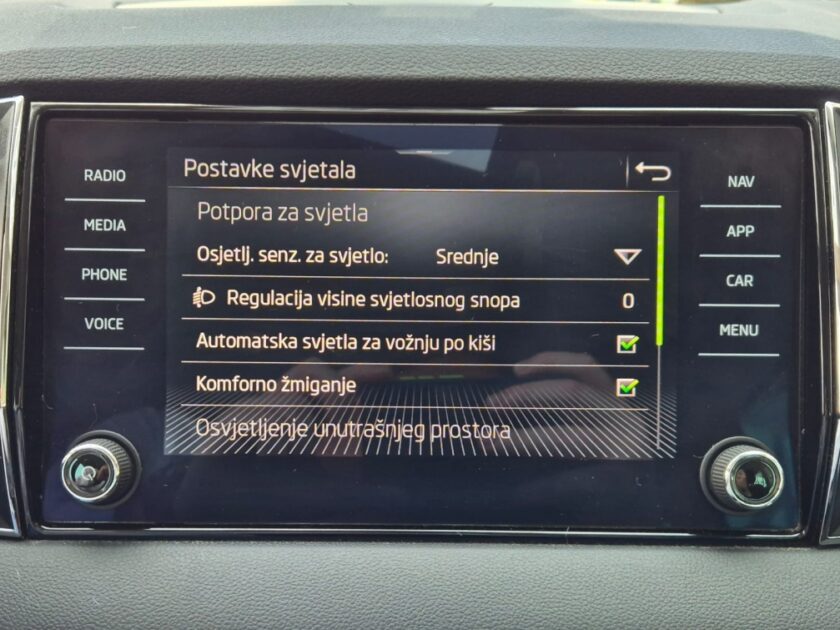 RADIO
MEDIA
PHONE
VOICE
Postavke svjetala
Potpora za svjetla
Osjetlj. senz. za svjetlo: Srednje
Regulacija visine svjetlosnog snopa 0
Automatska svjetla za vožnju po kiši
Komforno žmiganje
Osvjetljenje unutrašnjeg prostora
NAV
APP
CAR
MENU